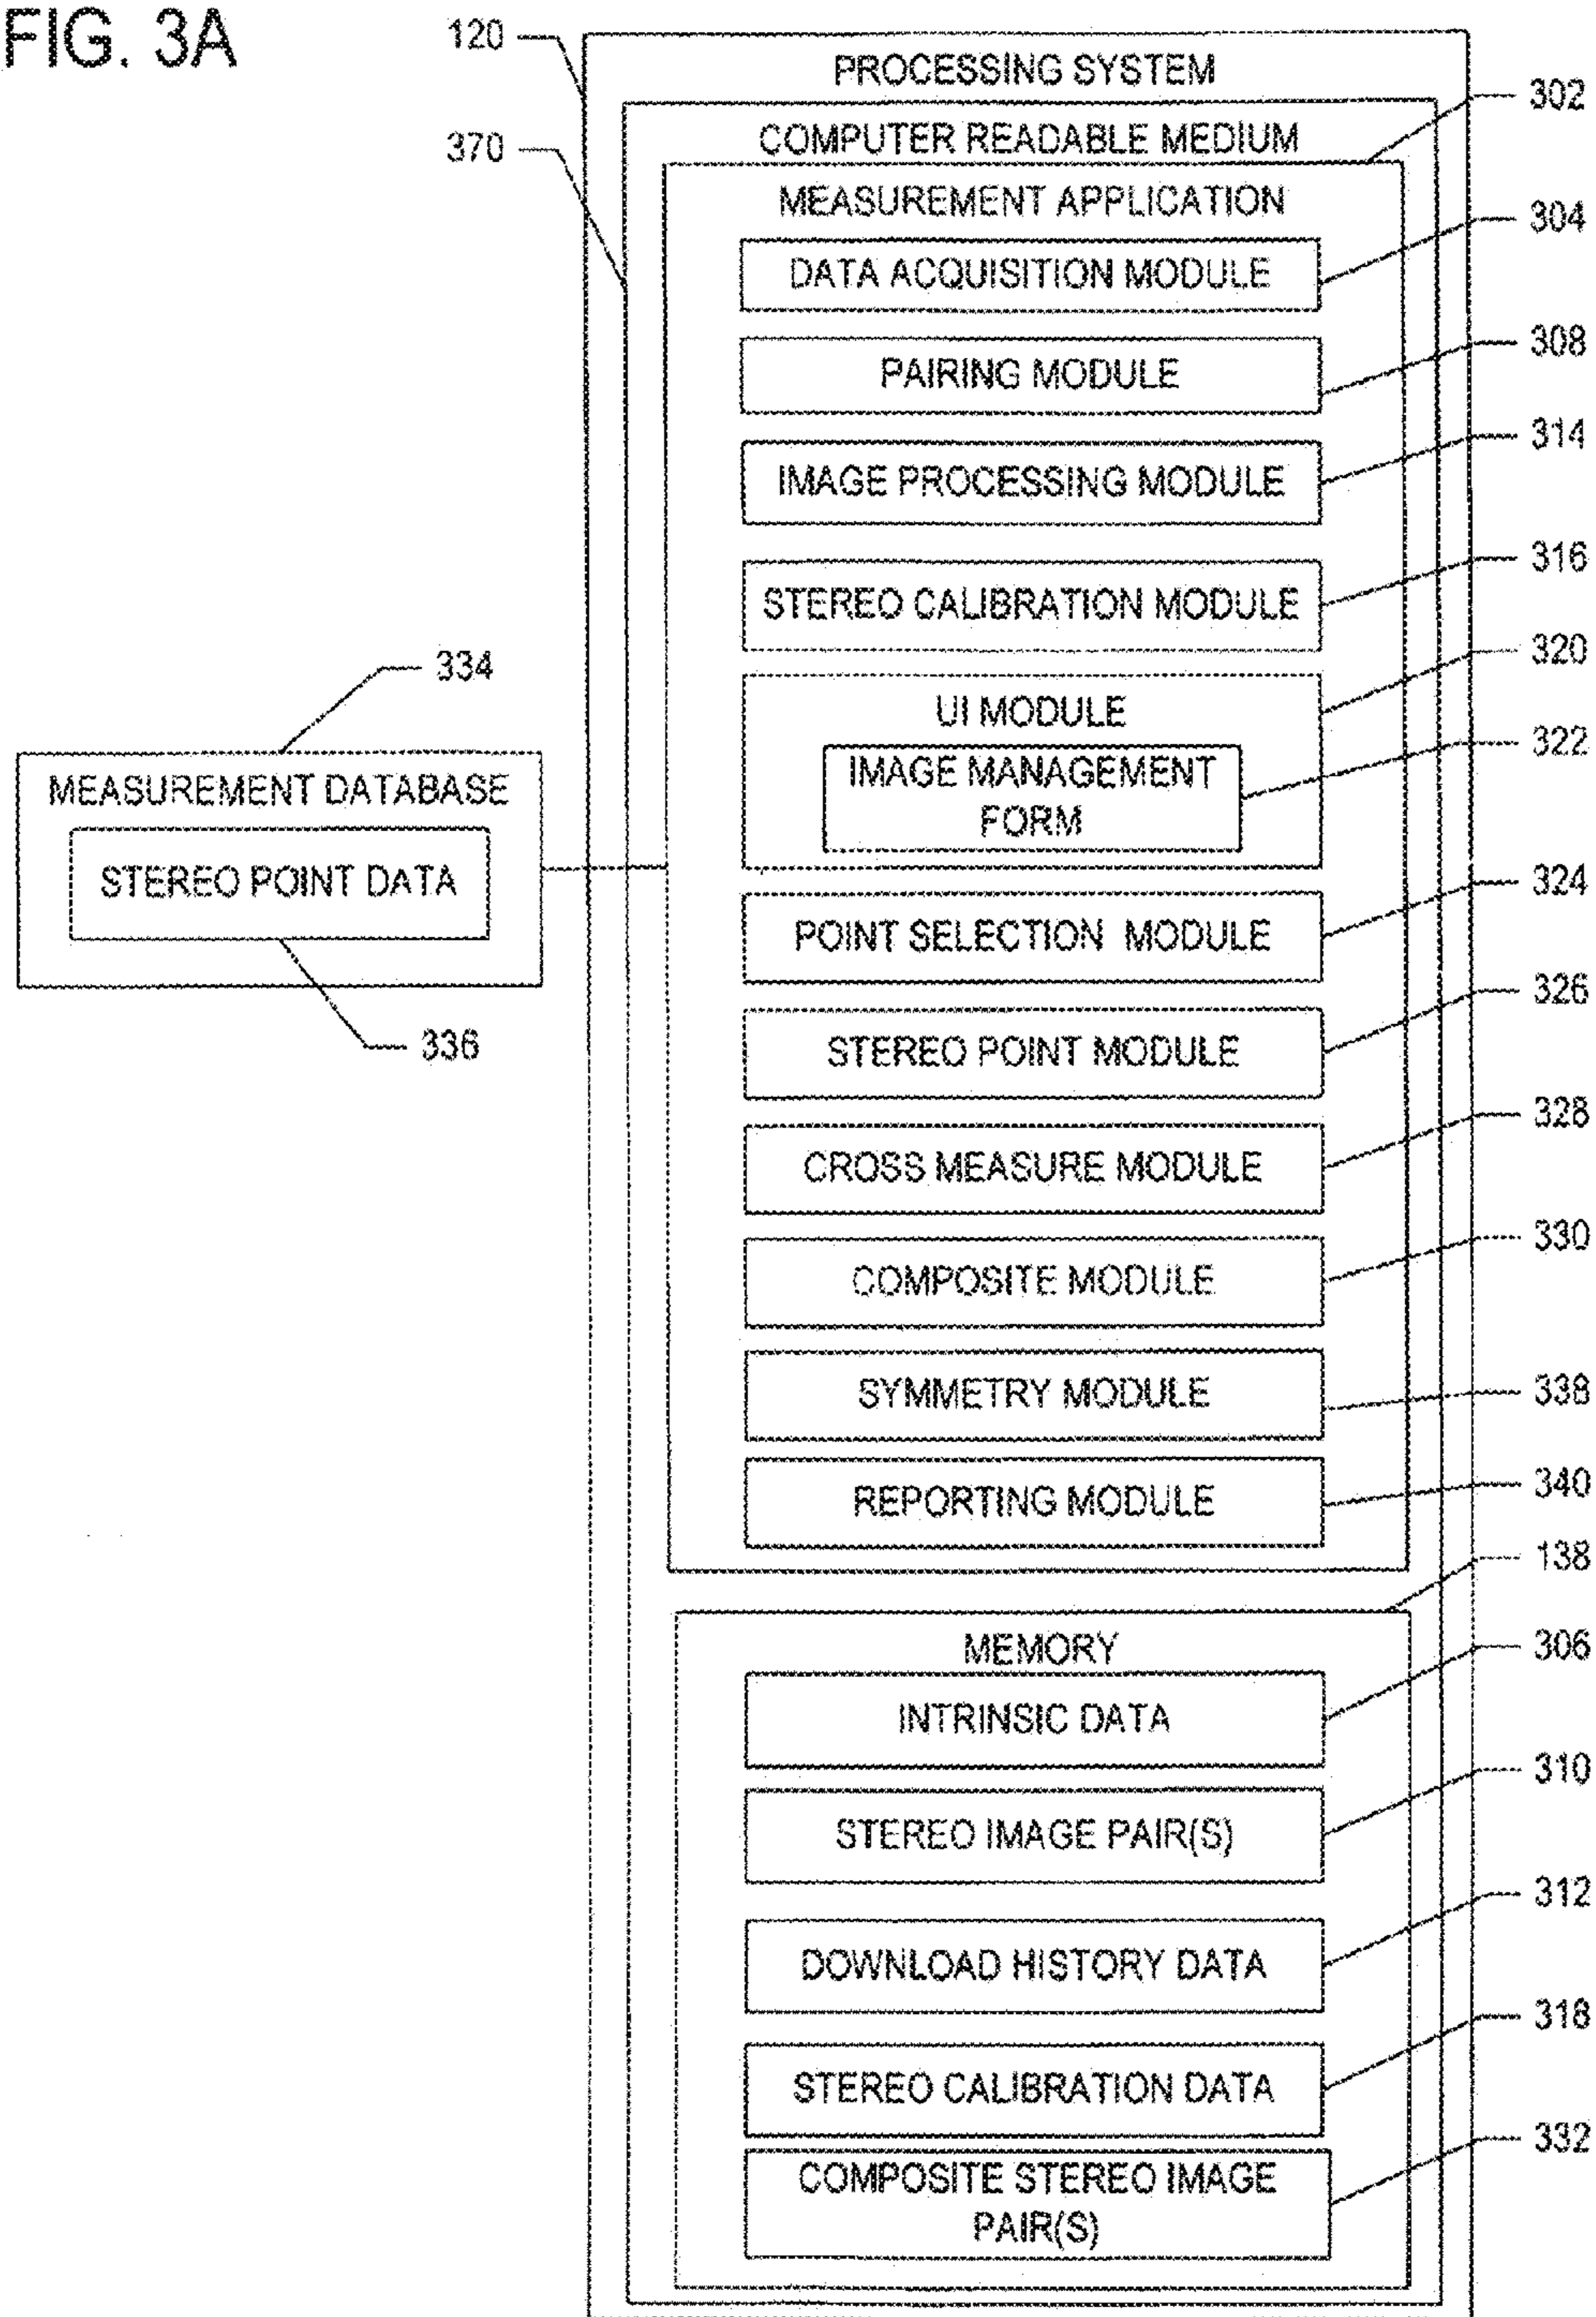 FIG. 3A
120
PROCESSING SYSTEM
302
370
COMPUTER READABLE MEDIUM
MEASUREMENT APPLICATION
304
DATA ACQUISITION MODULE
308
PAIRING MODULE
314
IMAGE PROCESSING MODULE
316
STEREO CALIBRATION MODULE
320
UI MODULE
322
IMAGE MANAGEMENT
FORM
334
MEASUREMENT DATABASE
STEREO POINT DATA
336
324
POINT SELECTION MODULE
326
STEREO POINT MODULE
328
CROSS MEASURE MODULE
330
COMPOSITE MODULE
338
SYMMETRY MODULE
340
REPORTING MODULE
138
MEMORY
306
INTRINSIC DATA
310
STEREO IMAGE PAIR(S)
312
DOWNLOAD HISTORY DATA
318
STEREO CALIBRATION DATA
332
COMPOSITE STEREO IMAGE
PAIR(S)